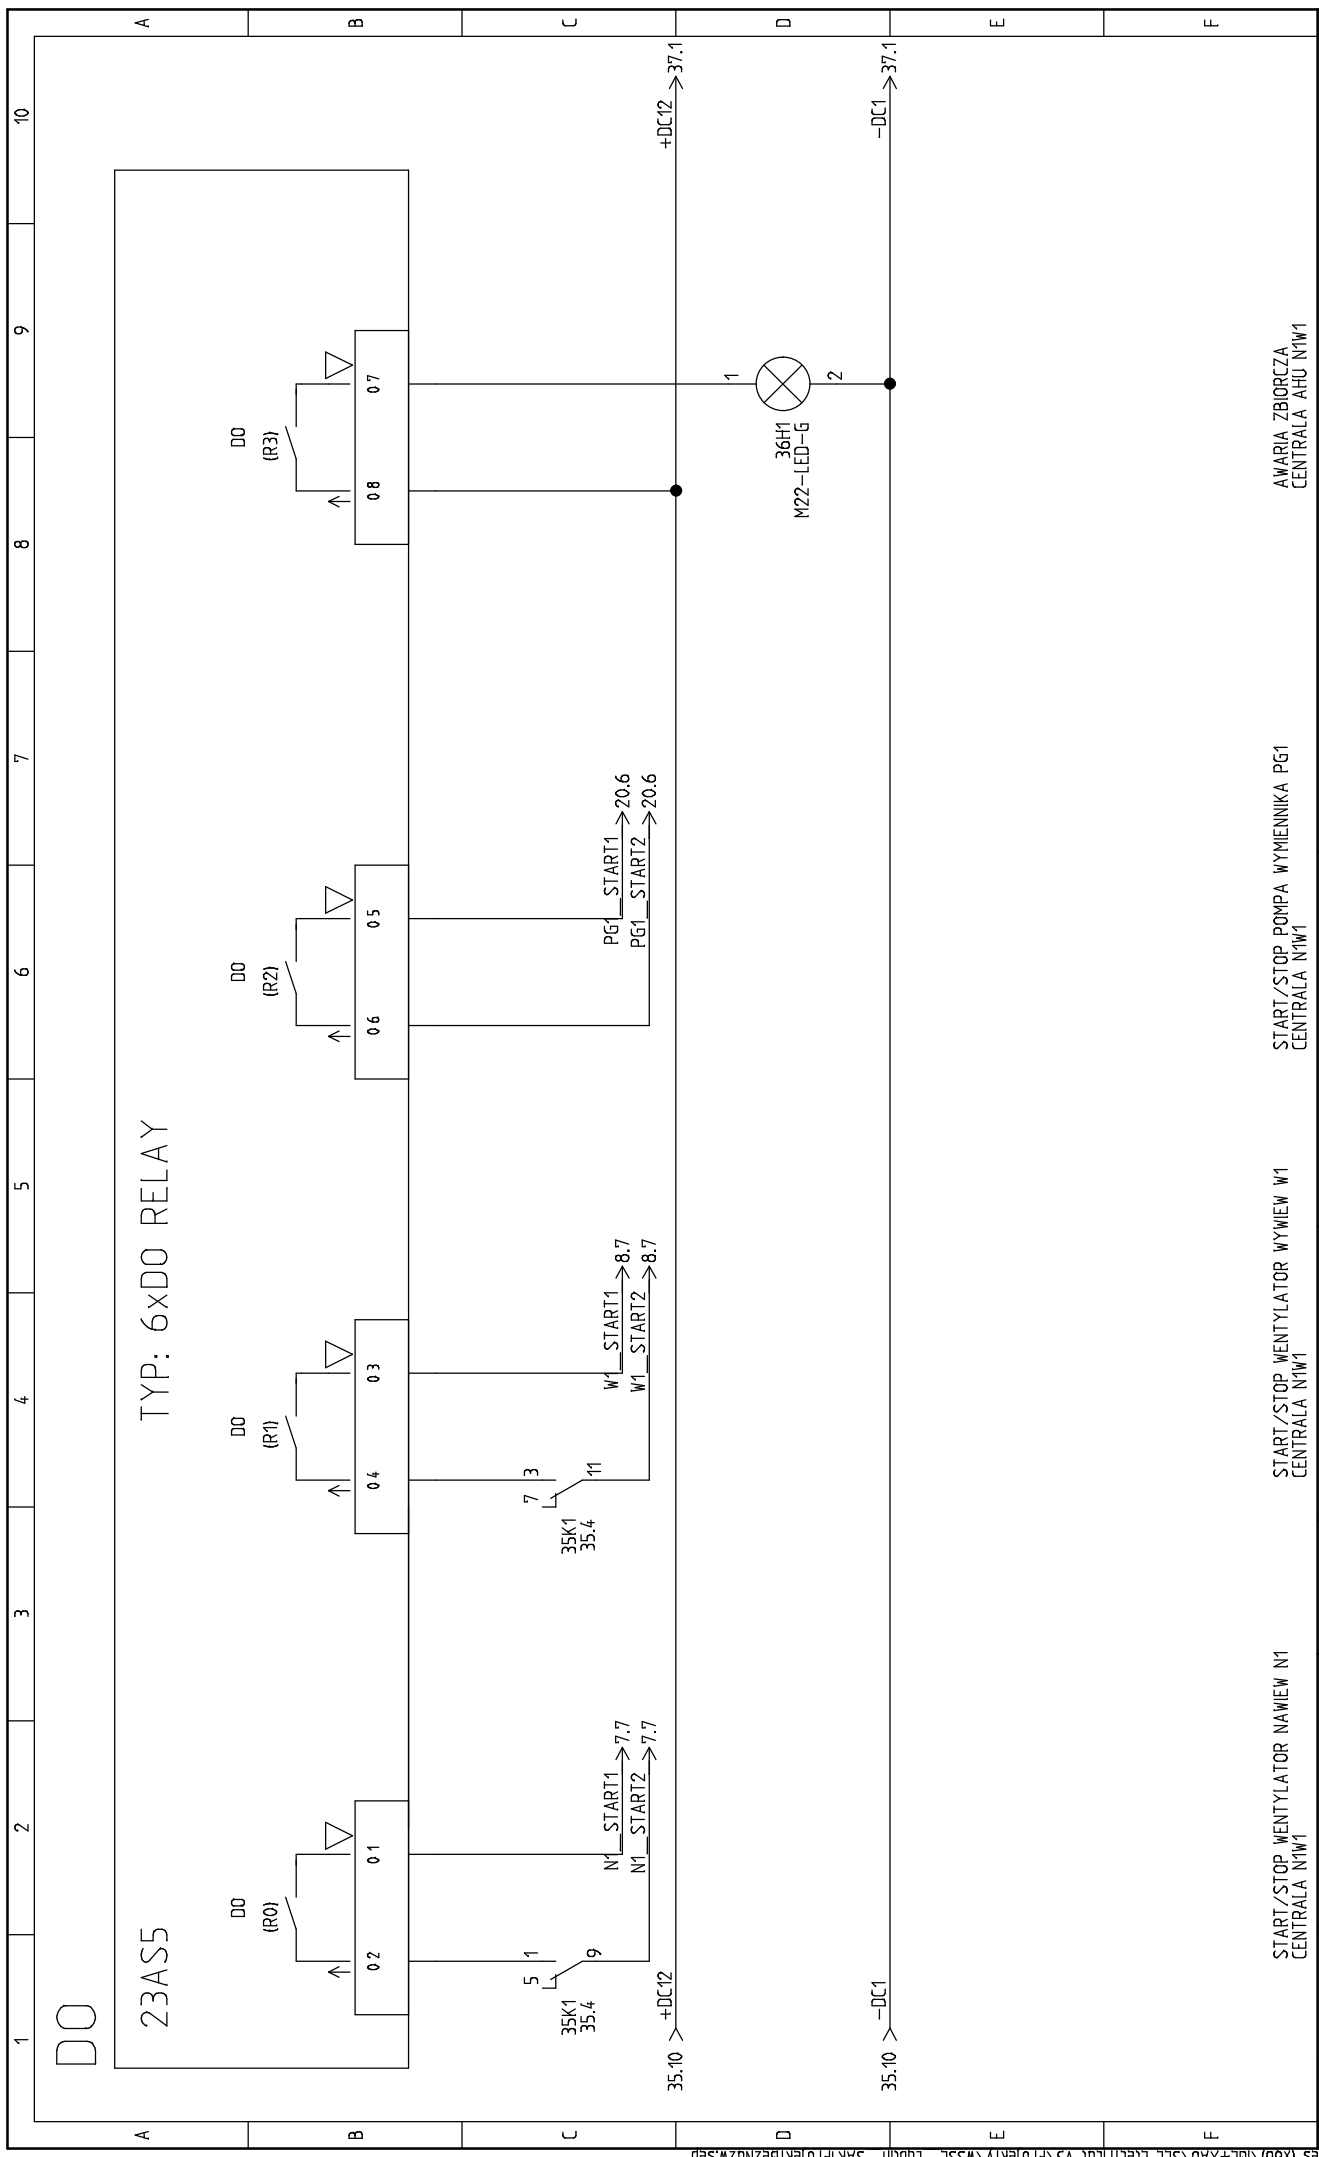 1 2 3 4 5 6 7 8 9 10
A
DO
23AS5
TYP: 6xDO RELAY
A
B
DO
(R0)
02
01
DO
(R1)
04
03
DO
(R2)
06
05
DO
(R3)
08
07
B
C
5 1
9
35K1
35.4
N1_START1
7.7
N1_START2
7.7
7 3
11
35K1
35.4
W1_START1
8.7
W1_START2
8.7
PG1_START1
20.6
PG1_START2
20.6
C
35.10
+DC12
+DC12
37.1
D
1
2
36H1
M22-LED-G
D
35.10
-DC1
-DC1
37.1
E
E
F
START/STOP WENTYLATOR NAWIEW N1
CENTRALA N1W1
START/STOP WENTYLATOR WYWIEW W1
CENTRALA N1W1
START/STOP POMPA WYMIENNIKA PG1
CENTRALA N1W1
AWARIA ZBIORCZA
CENTRALA AHU N1W1
F